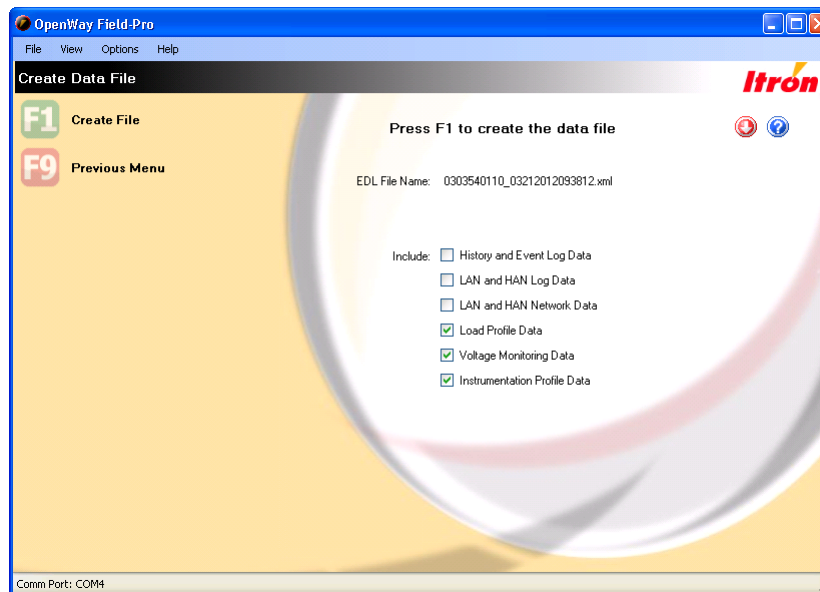 OpenWay Field-Pro
File View Options Help
Create Data File
Itrón
F1 Create File
F9 Previous Menu
Press F1 to create the data file
EDL File Name: 0303540110_03212012093812.xml
Include: History and Event Log Data
LAN and HAN Log Data
LAN and HAN Network Data
Load Profile Data
Voltage Monitoring Data
Instrumentation Profile Data
Comm Port: COM4